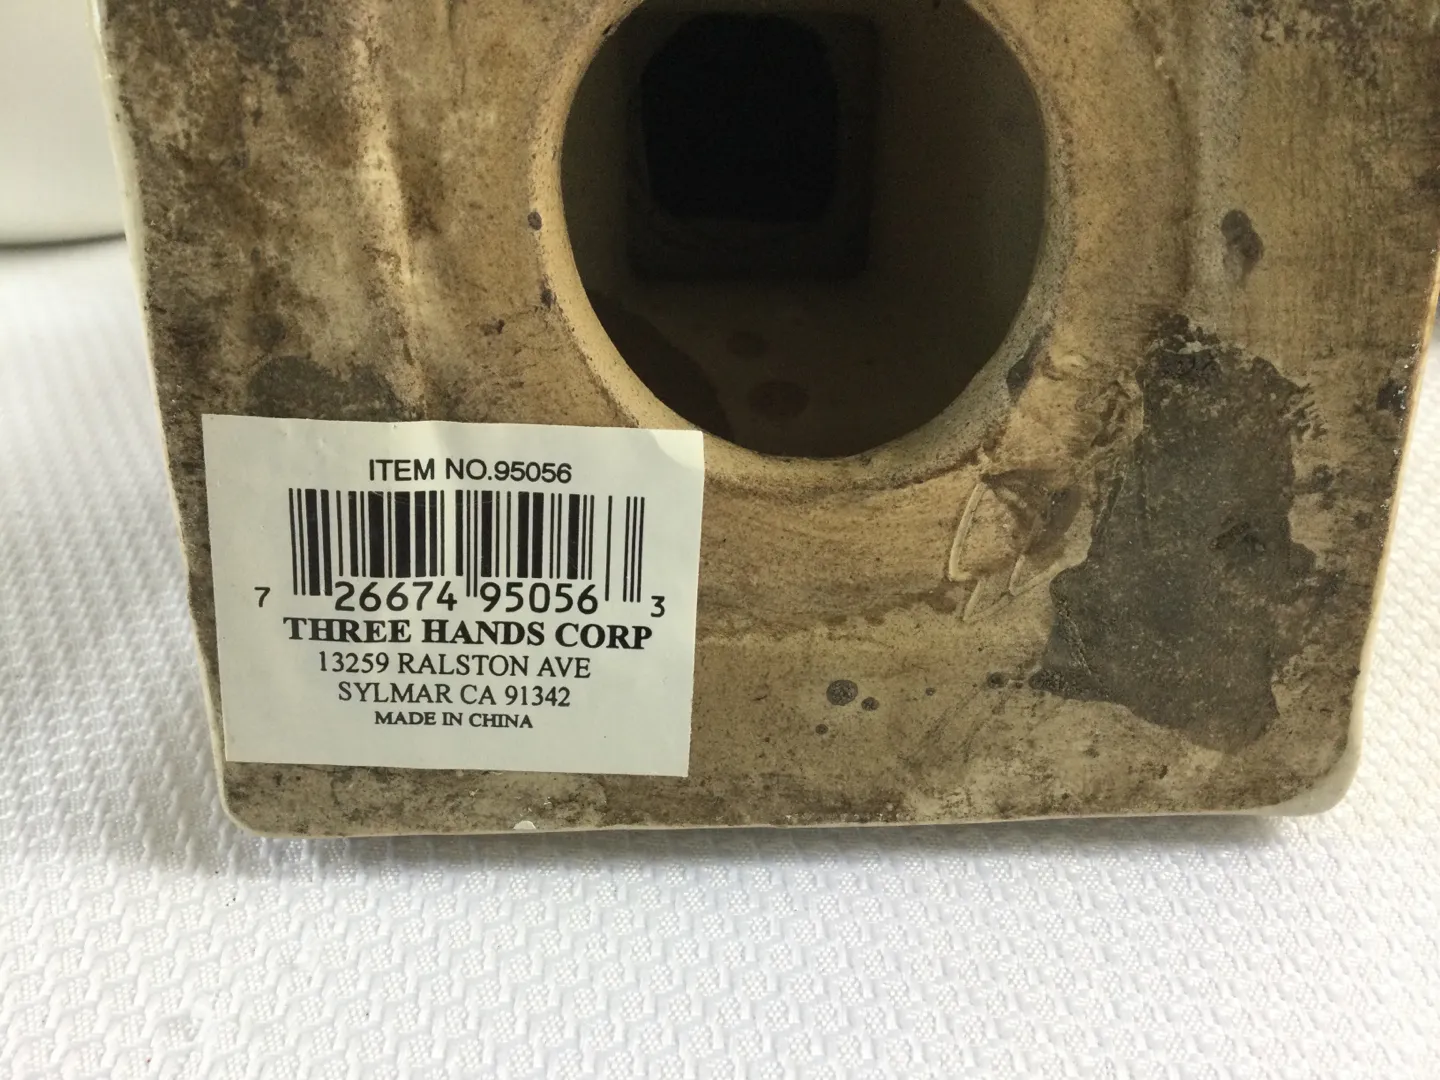 ITEM NO.95056
7 26674 95056 3
THREE HANDS CORP
13259 RALSTON AVE
SYLMAR CA 91342
MADE IN CHINA